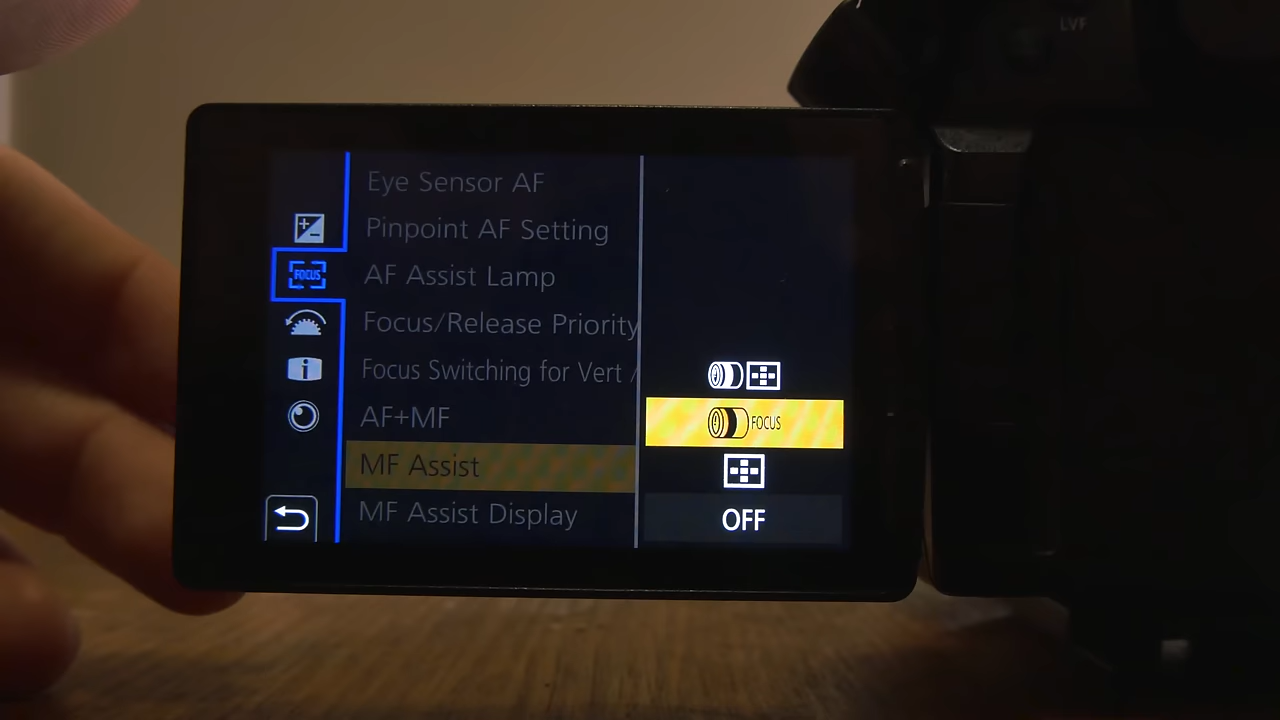 LVF
Eye Sensor AF
Pinpoint AF Setting
FOCUS
AF Assist Lamp
Focus/Release Priority
Focus Switching for Vert /
AF+MF
FOCUS
MF Assist
MF Assist Display
OFF